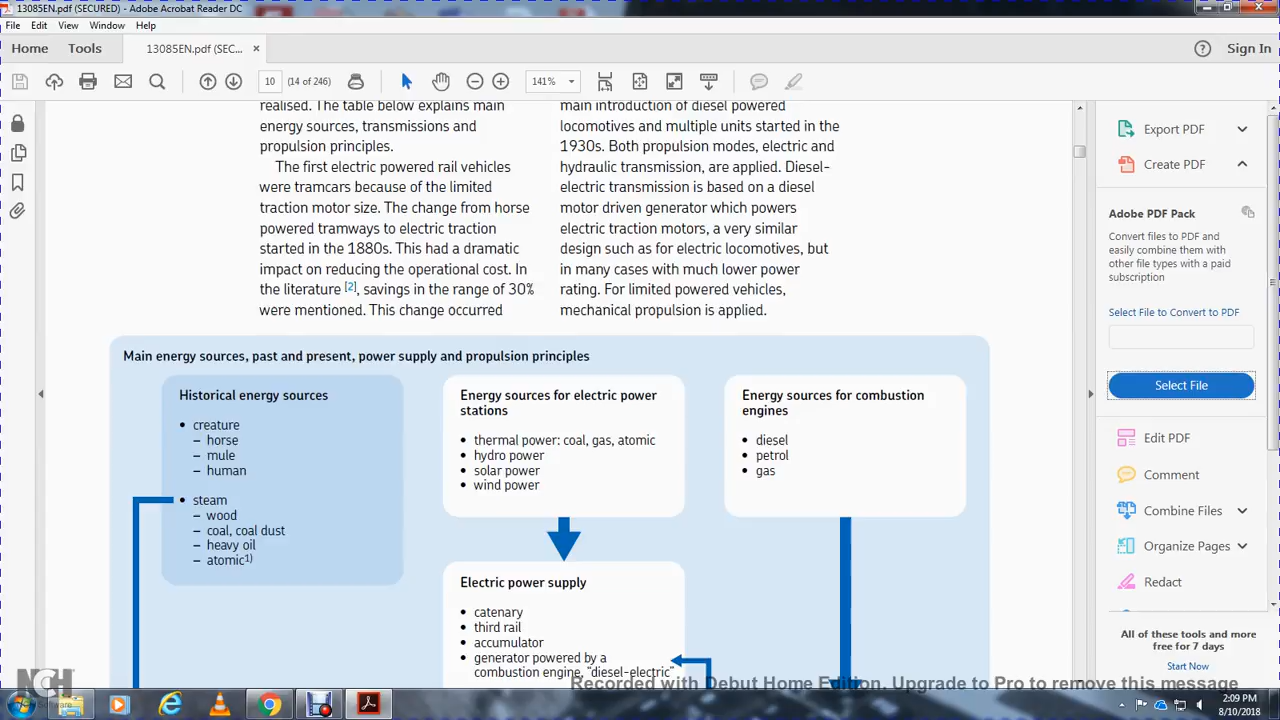 13085EN.pdf (SECURED) - Adobe Acrobat Reader DC
File Edit View Window Help
Home Tools 13085EN.pdf (SEC... × Sign In
10 (14 of 246) 141%
realised. The table below explains main
energy sources, transmissions and
propulsion principles.
The first electric powered rail vehicles
were tramcars because of the limited
traction motor size. The change from horse
powered tramways to electric traction
started in the 1880s. This had a dramatic
impact on reducing the operational cost. In
the literature [2], savings in the range of 30%
were mentioned. This change occurred
main introduction of diesel powered
locomotives and multiple units started in the
1930s. Both propulsion modes, electric and
hydraulic transmission, are applied. Diesel-
electric transmission is based on a diesel
motor driven generator which powers
electric traction motors, a very similar
design such as for electric locomotives, but
in many cases with much lower power
rating. For limited powered vehicles,
mechanical propulsion is applied.
Main energy sources, past and present, power supply and propulsion principles
Historical energy sources
• creature
– horse
– mule
– human
• steam
– wood
– coal, coal dust
– heavy oil
– atomic1)
Energy sources for electric power
stations
• thermal power: coal, gas, atomic
• hydro power
• solar power
• wind power
Electric power supply
• catenary
• third rail
• accumulator
• generator powered by a
combustion engine, "diesel-electric"
Energy sources for combustion
engines
• diesel
• petrol
• gas
Export PDF
Create PDF
Adobe PDF Pack
Convert files to PDF and
easily combine them with
other file types with a paid
subscription
Select File to Convert to PDF
Select File
Edit PDF
Comment
Combine Files
Organize Pages
Redact
All of these tools and more
free for 7 days
Start Now
NCH
Recorded with Debut Home Edition. Upgrade to Pro to remove this message
2:09 PM
8/10/2018